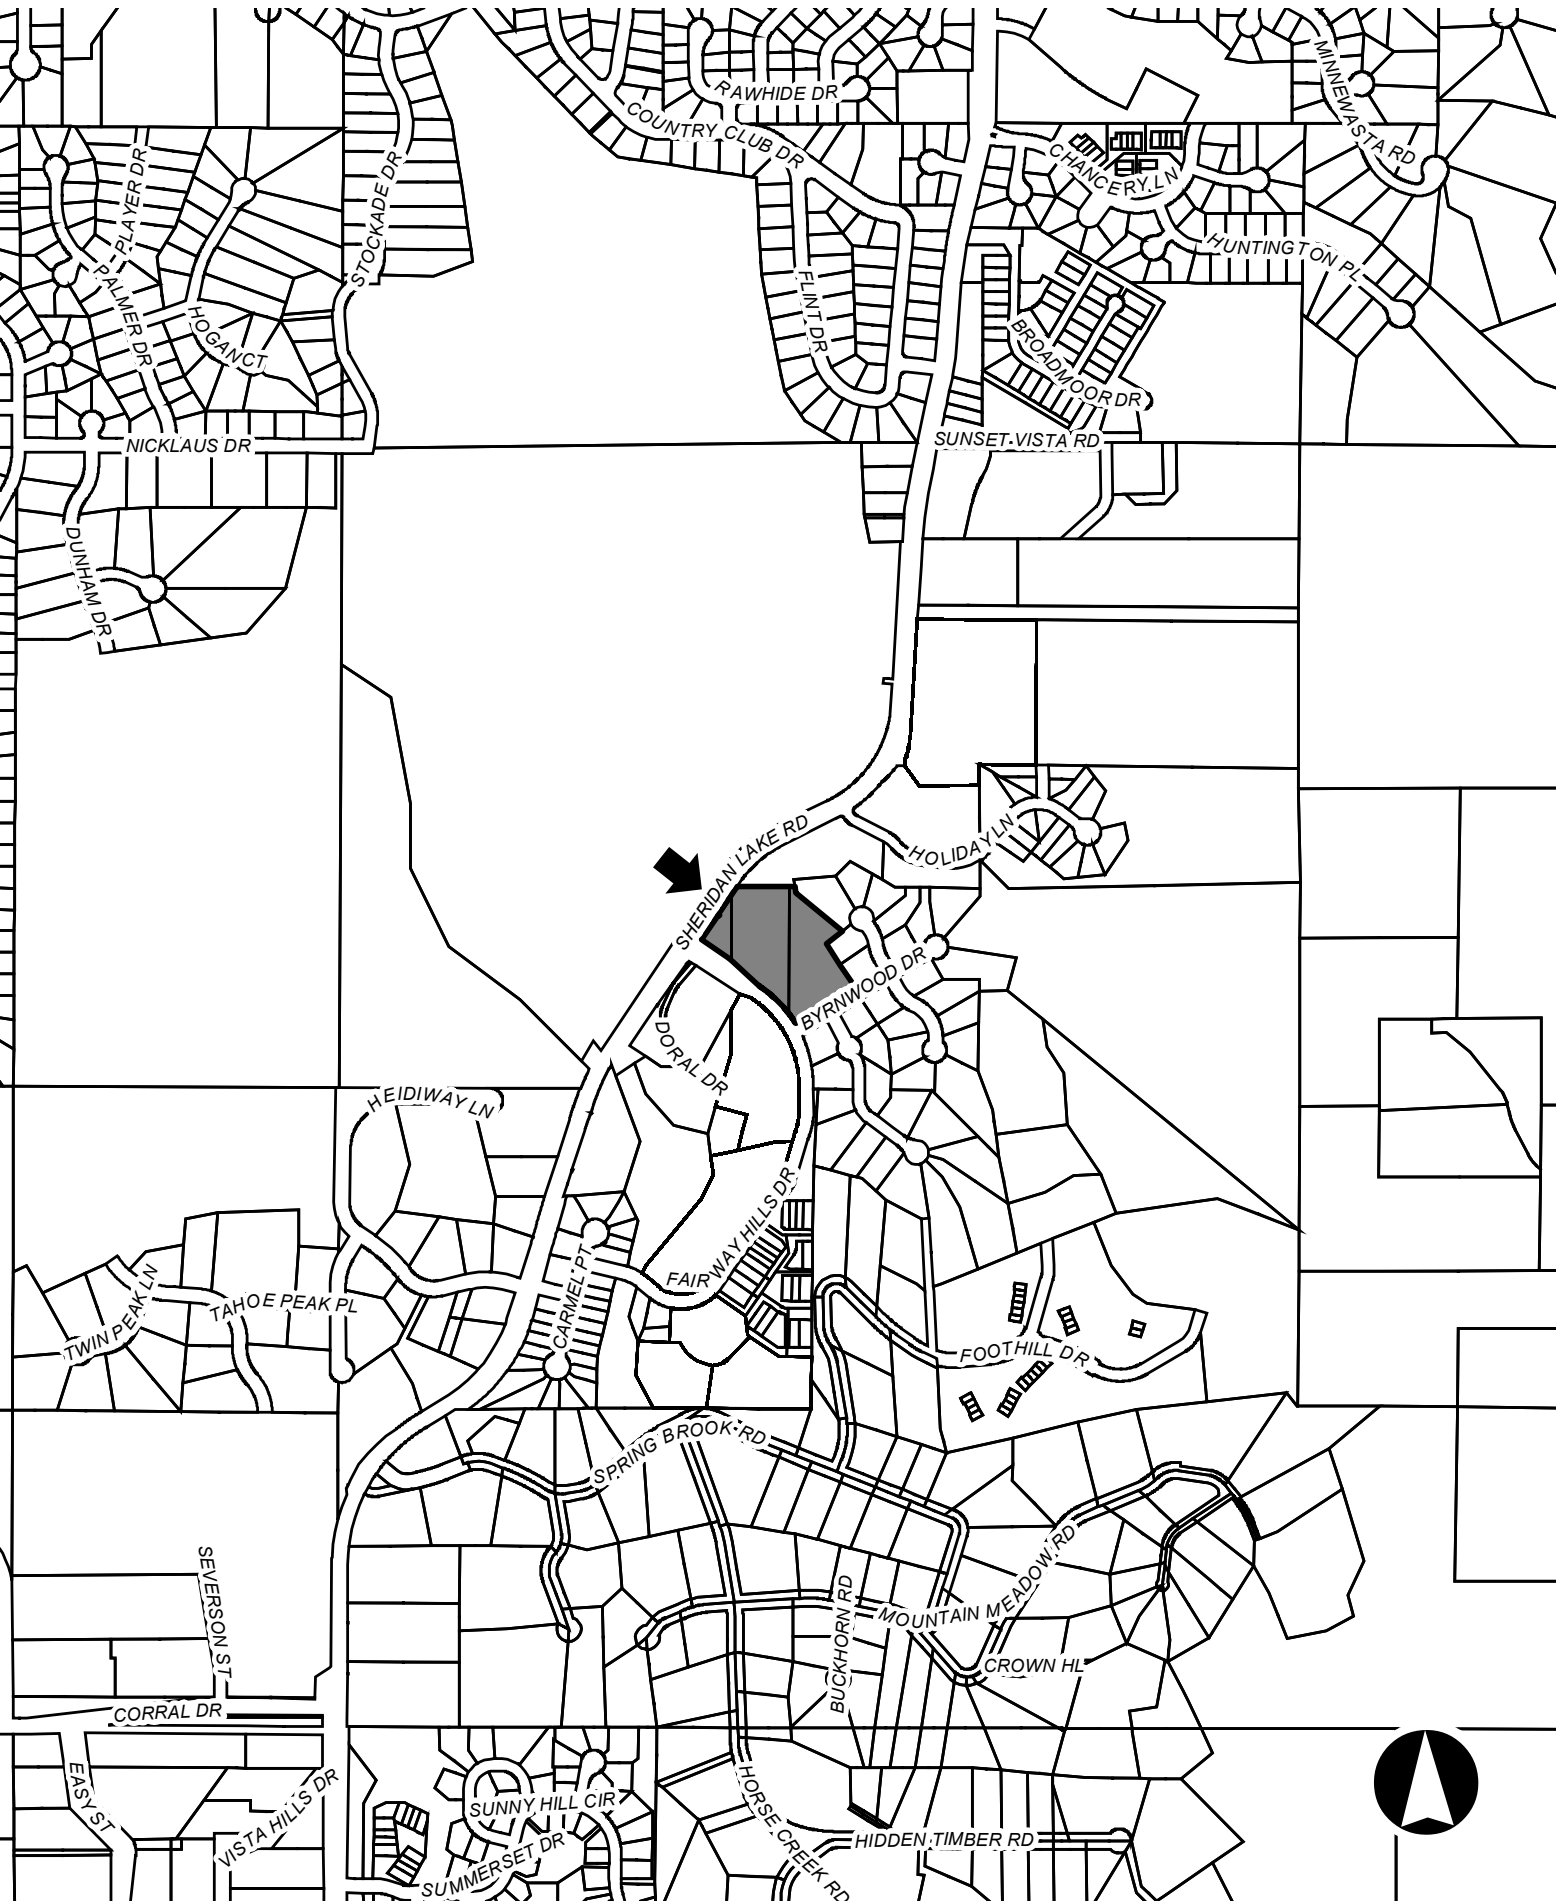 MINNEWASTA RD
RAWHIDE DR
COUNTRY CLUB DR
CHANCERY LN
PLAYER DR
STOCKADE DR
HUNTINGTON PL
PALMER DR
FLINT DR
HOGAN CT
BROADMOOR DR
NICKLAUS DR
SUNSET VISTA RD
DUNHAM DR
SHERIDAN LAKE RD
HOLIDAY LN
BYRNWOOD DR
DORAL DR
HEIDIWAY LN
FAIRWAY HILLS DR
CARMEL PT
TWIN PEAK LN
TAHOE PEAK PL
FOOTHILL DR
SPRING BROOK RD
SEVERSON ST
MOUNTAIN MEADOW RD
BUCKHORN RD
CROWN HL
CORRAL DR
EASY ST
VISTA HILLS DR
SUNNY HILL CIR
SUMMERSET DR
HORSE CREEK RD
HIDDEN TIMBER RD